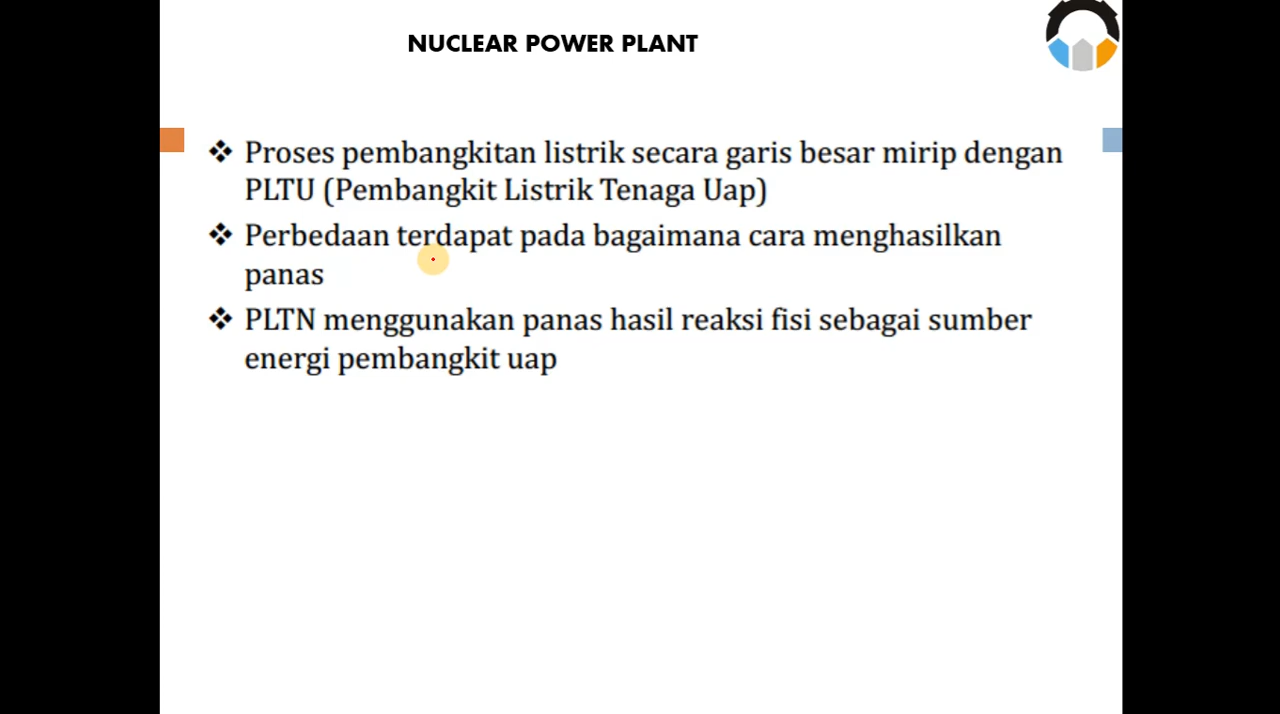 NUCLEAR POWER PLANT
❖ Proses pembangkitan listrik secara garis besar mirip dengan
PLTU (Pembangkit Listrik Tenaga Uap)
❖ Perbedaan terdapat pada bagaimana cara menghasilkan
panas
❖ PLTN menggunakan panas hasil reaksi fisi sebagai sumber
energi pembangkit uap